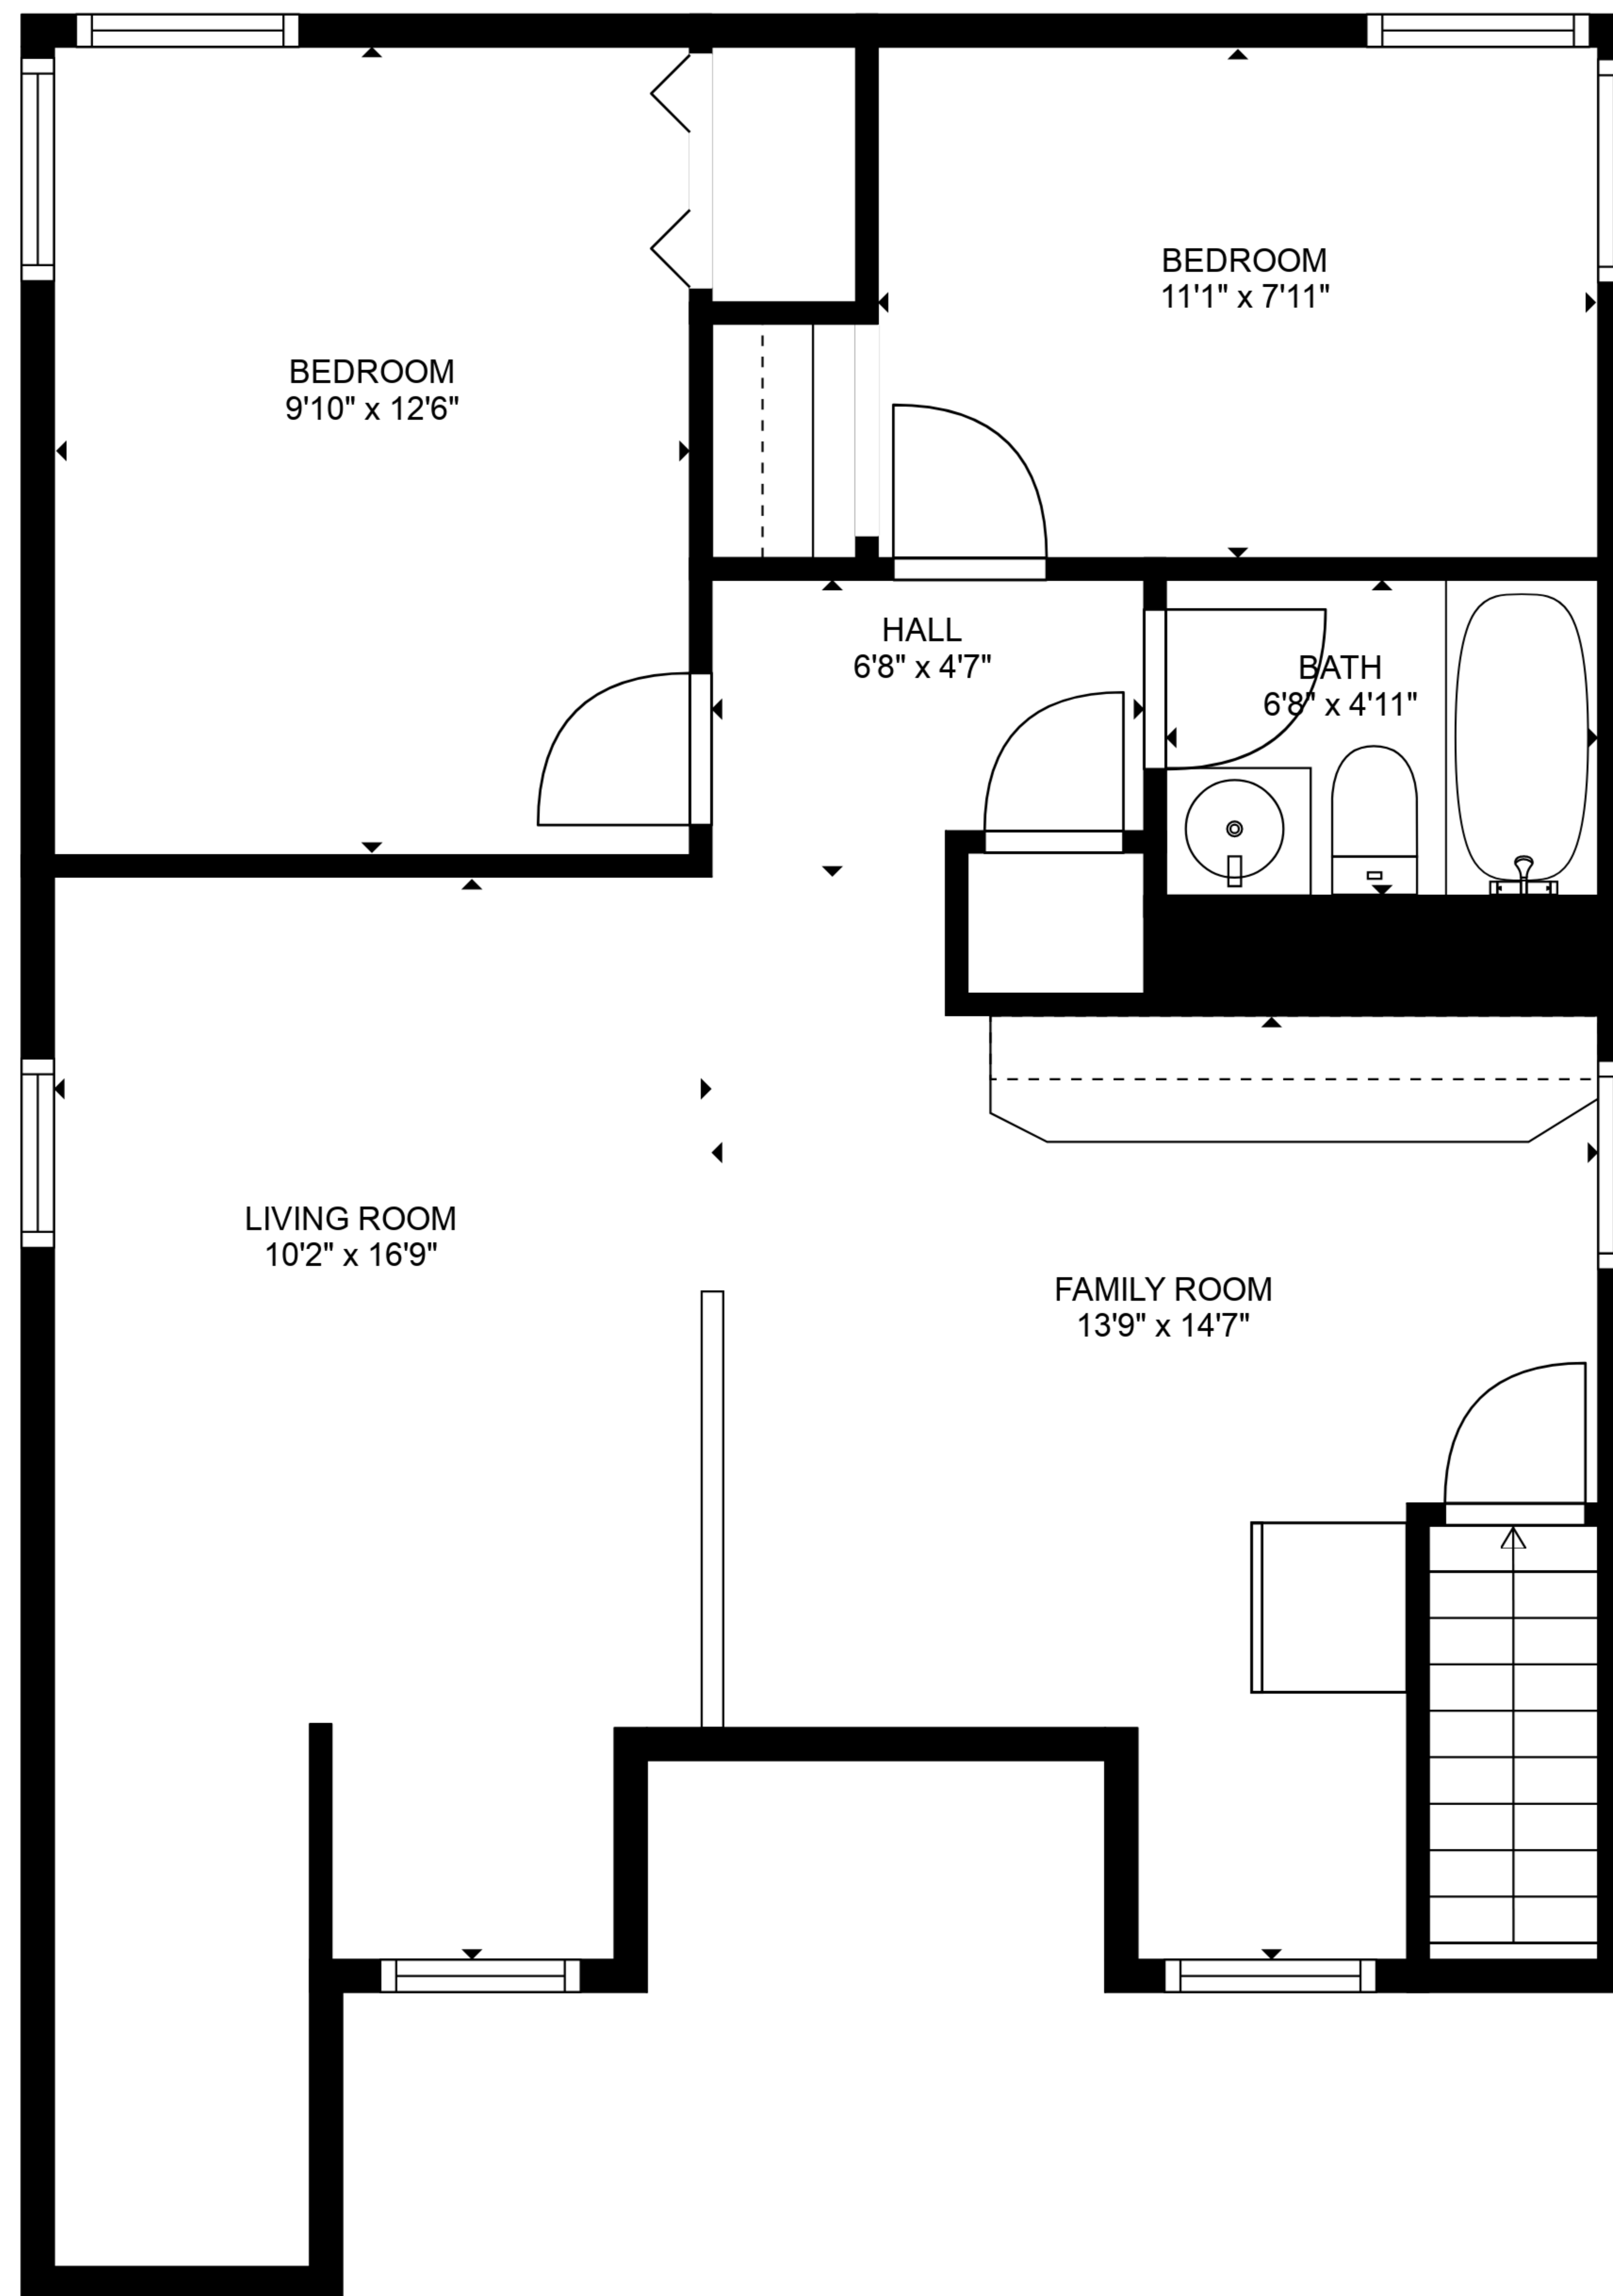 BEDROOM
11'1" x 7'11"
BEDROOM
9'10" x 12'6"
HALL
6'8" x 4'7"
BATH
6'8" x 4'11"
LIVING ROOM
10'2" x 16'9"
FAMILY ROOM
13'9" x 14'7"